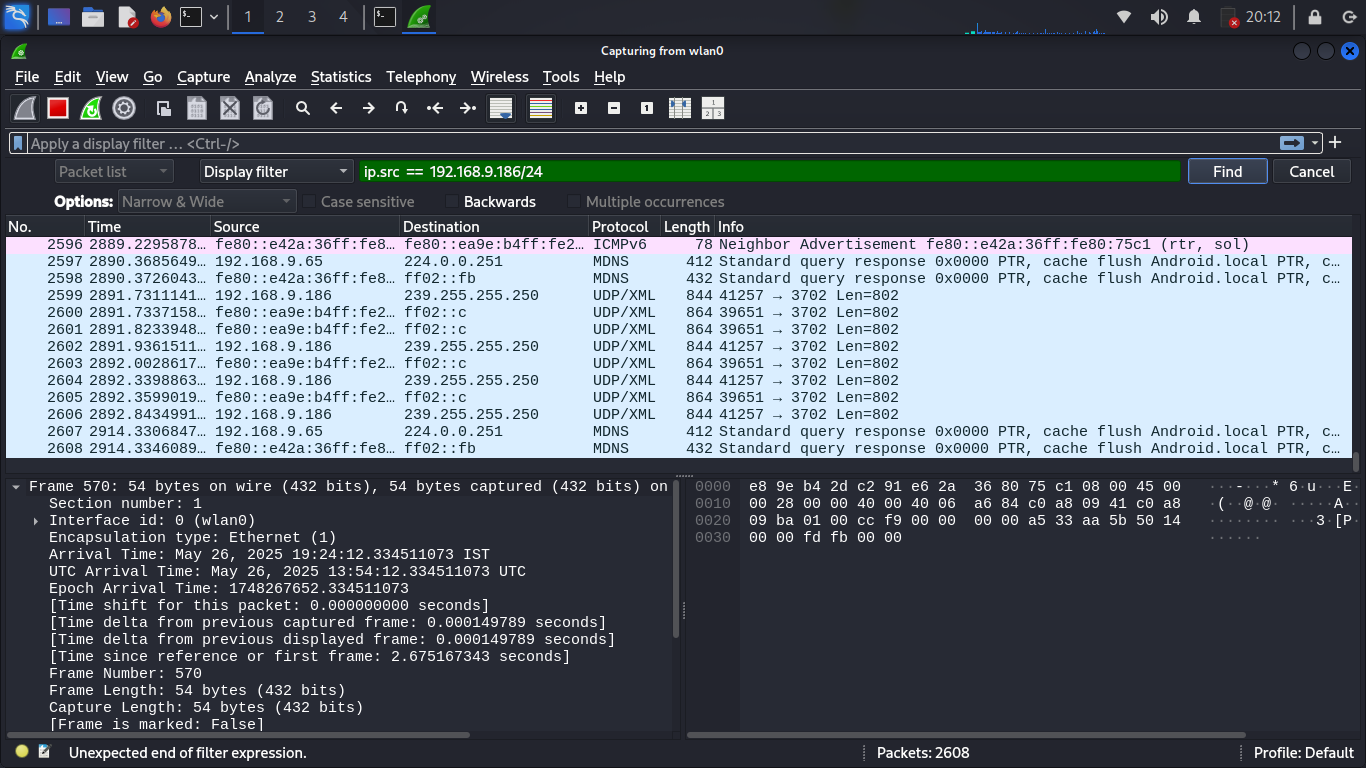 1 2 3 4 20:12
Capturing from wlan0
File Edit View Go Capture Analyze Statistics Telephony Wireless Tools Help
Apply a display filter … <Ctrl-/>
Packet list Display filter ip.src == 192.168.9.186/24 Find Cancel
Options: Narrow & Wide Case sensitive Backwards Multiple occurrences
No. Time Source Destination Protocol Length Info
2596 2889.2295878… fe80::e42a:36ff:fe8… fe80::ea9e:b4ff:fe2… ICMPv6 78 Neighbor Advertisement fe80::e42a:36ff:fe80:75c1 (rtr, sol)
2597 2890.3685649… 192.168.9.65 224.0.0.251 MDNS 412 Standard query response 0x0000 PTR, cache flush Android.local PTR, c…
2598 2890.3726043… fe80::e42a:36ff:fe8… ff02::fb MDNS 432 Standard query response 0x0000 PTR, cache flush Android.local PTR, c…
2599 2891.7311141… 192.168.9.186 239.255.255.250 UDP/XML 844 41257 → 3702 Len=802
2600 2891.7337158… fe80::ea9e:b4ff:fe2… ff02::c UDP/XML 864 39651 → 3702 Len=802
2601 2891.8233948… fe80::ea9e:b4ff:fe2… ff02::c UDP/XML 864 39651 → 3702 Len=802
2602 2891.9361511… 192.168.9.186 239.255.255.250 UDP/XML 844 41257 → 3702 Len=802
2603 2892.0028617… fe80::ea9e:b4ff:fe2… ff02::c UDP/XML 864 39651 → 3702 Len=802
2604 2892.3398863… 192.168.9.186 239.255.255.250 UDP/XML 844 41257 → 3702 Len=802
2605 2892.3599019… fe80::ea9e:b4ff:fe2… ff02::c UDP/XML 864 39651 → 3702 Len=802
2606 2892.8434991… 192.168.9.186 239.255.255.250 UDP/XML 844 41257 → 3702 Len=802
2607 2914.3306847… 192.168.9.65 224.0.0.251 MDNS 412 Standard query response 0x0000 PTR, cache flush Android.local PTR, c…
2608 2914.3346089… fe80::e42a:36ff:fe8… ff02::fb MDNS 432 Standard query response 0x0000 PTR, cache flush Android.local PTR, c…
Frame 570: 54 bytes on wire (432 bits), 54 bytes captured (432 bits) on
Section number: 1
Interface id: 0 (wlan0)
Encapsulation type: Ethernet (1)
Arrival Time: May 26, 2025 19:24:12.334511073 IST
UTC Arrival Time: May 26, 2025 13:54:12.334511073 UTC
Epoch Arrival Time: 1748267652.334511073
[Time shift for this packet: 0.000000000 seconds]
[Time delta from previous captured frame: 0.000149789 seconds]
[Time delta from previous displayed frame: 0.000149789 seconds]
[Time since reference or first frame: 2.675167343 seconds]
Frame Number: 570
Frame Length: 54 bytes (432 bits)
Capture Length: 54 bytes (432 bits)
[Frame is marked: False]
0000 e8 9e b4 2d c2 91 e6 2a 36 80 75 c1 08 00 45 00 ···-···* 6·u···E·
0010 00 28 00 00 40 00 40 06 a6 84 c0 a8 09 41 c0 a8 ·(··@·@· ·····A··
0020 09 ba 01 00 cc f9 00 00 00 00 a5 33 aa 5b 50 14 ········ ···3·[P·
0030 00 00 fd fb 00 00 ······
Unexpected end of filter expression. Packets: 2608 Profile: Default